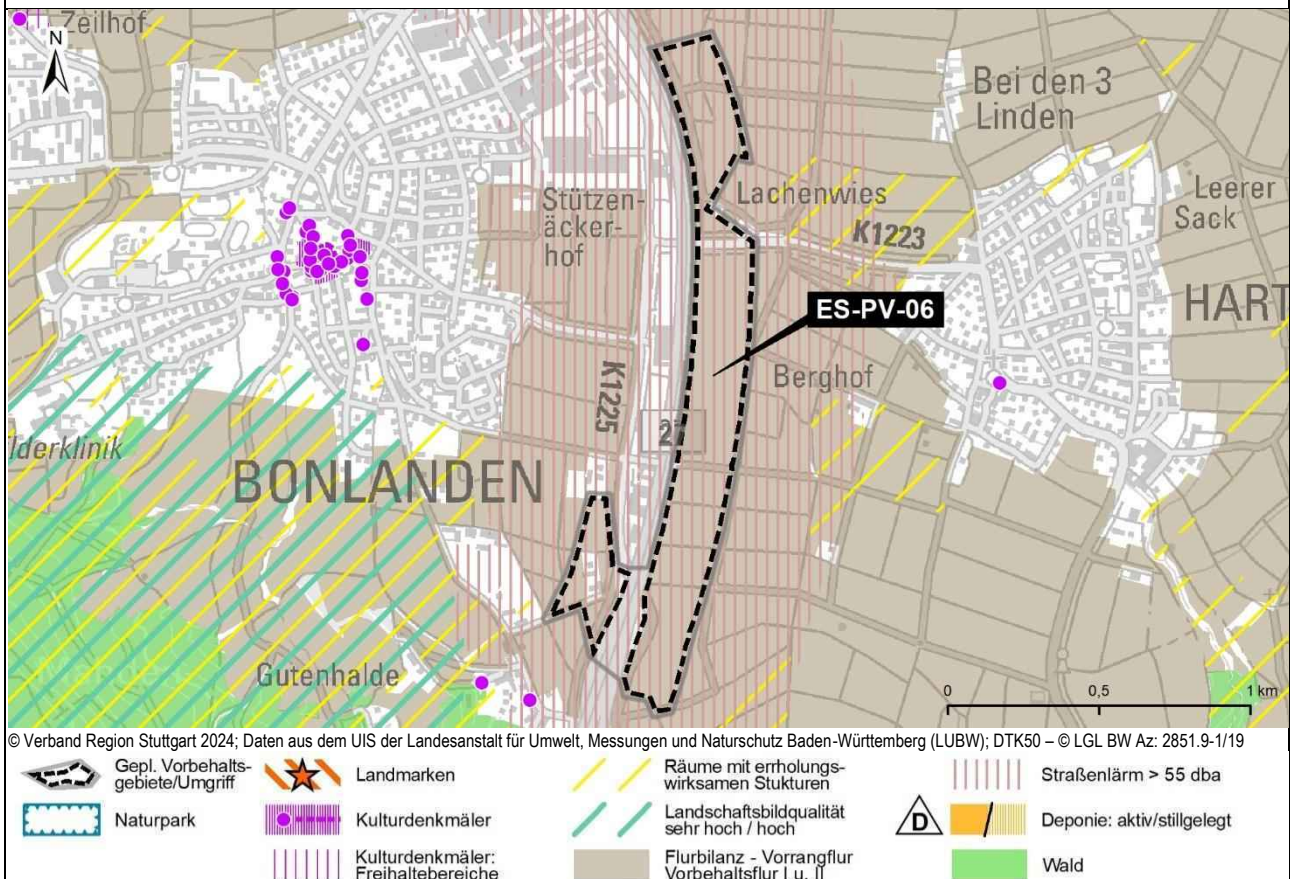 Zeilhof
N
Bei den 3
Linden
Leerer
Sack
Lachenwies
Stützen-
äcker-
hof
K1223
HART
ES-PV-06
Berghof
K1225
27
lderklinik
BONLANDEN
Gutenhalde
0 0,5 1 km
© Verband Region Stuttgart 2024; Daten aus dem UIS der Landesanstalt für Umwelt, Messungen und Naturschutz Baden-Württemberg (LUBW); DTK50 – © LGL BW Az: 2851.9-1/19
Gepl. Vorbehalts-
gebiete/Umgriff
Naturpark
Landmarken
Kulturdenkmäler
Kulturdenkmäler:
Freihaltebereiche
Räume mit errholungs-
wirksamen Stukturen
Landschaftsbildqualität
sehr hoch / hoch
Flurbilanz - Vorrangflur
Vorbehaltsflur I u. II
Straßenlärm > 55 dba
D
Deponie: aktiv/stillgelegt
Wald